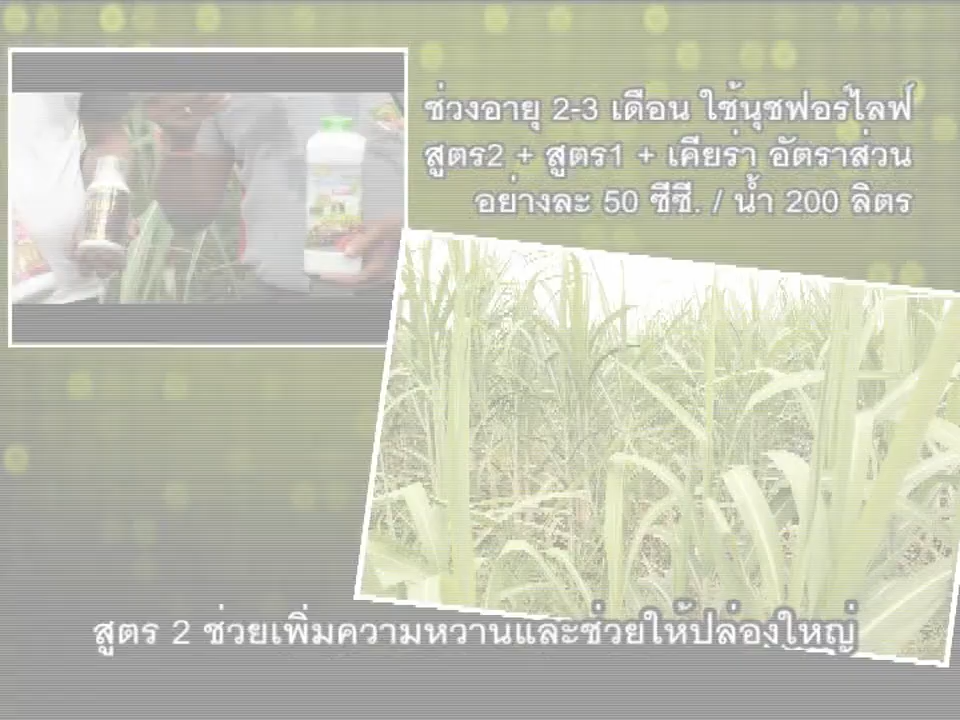 ช่วงอายุ 2-3 เดือน ใช้นุชฟอร์ไลฟ์
สูตร2 + สูตร1 + เคียร่า อัตราส่วน
อย่างละ 50 ซีซี. / น้ำ 200 ลิตร
สูตร 2 ช่วยเพิ่มความหวานและช่วยให้ปล่องใหญ่